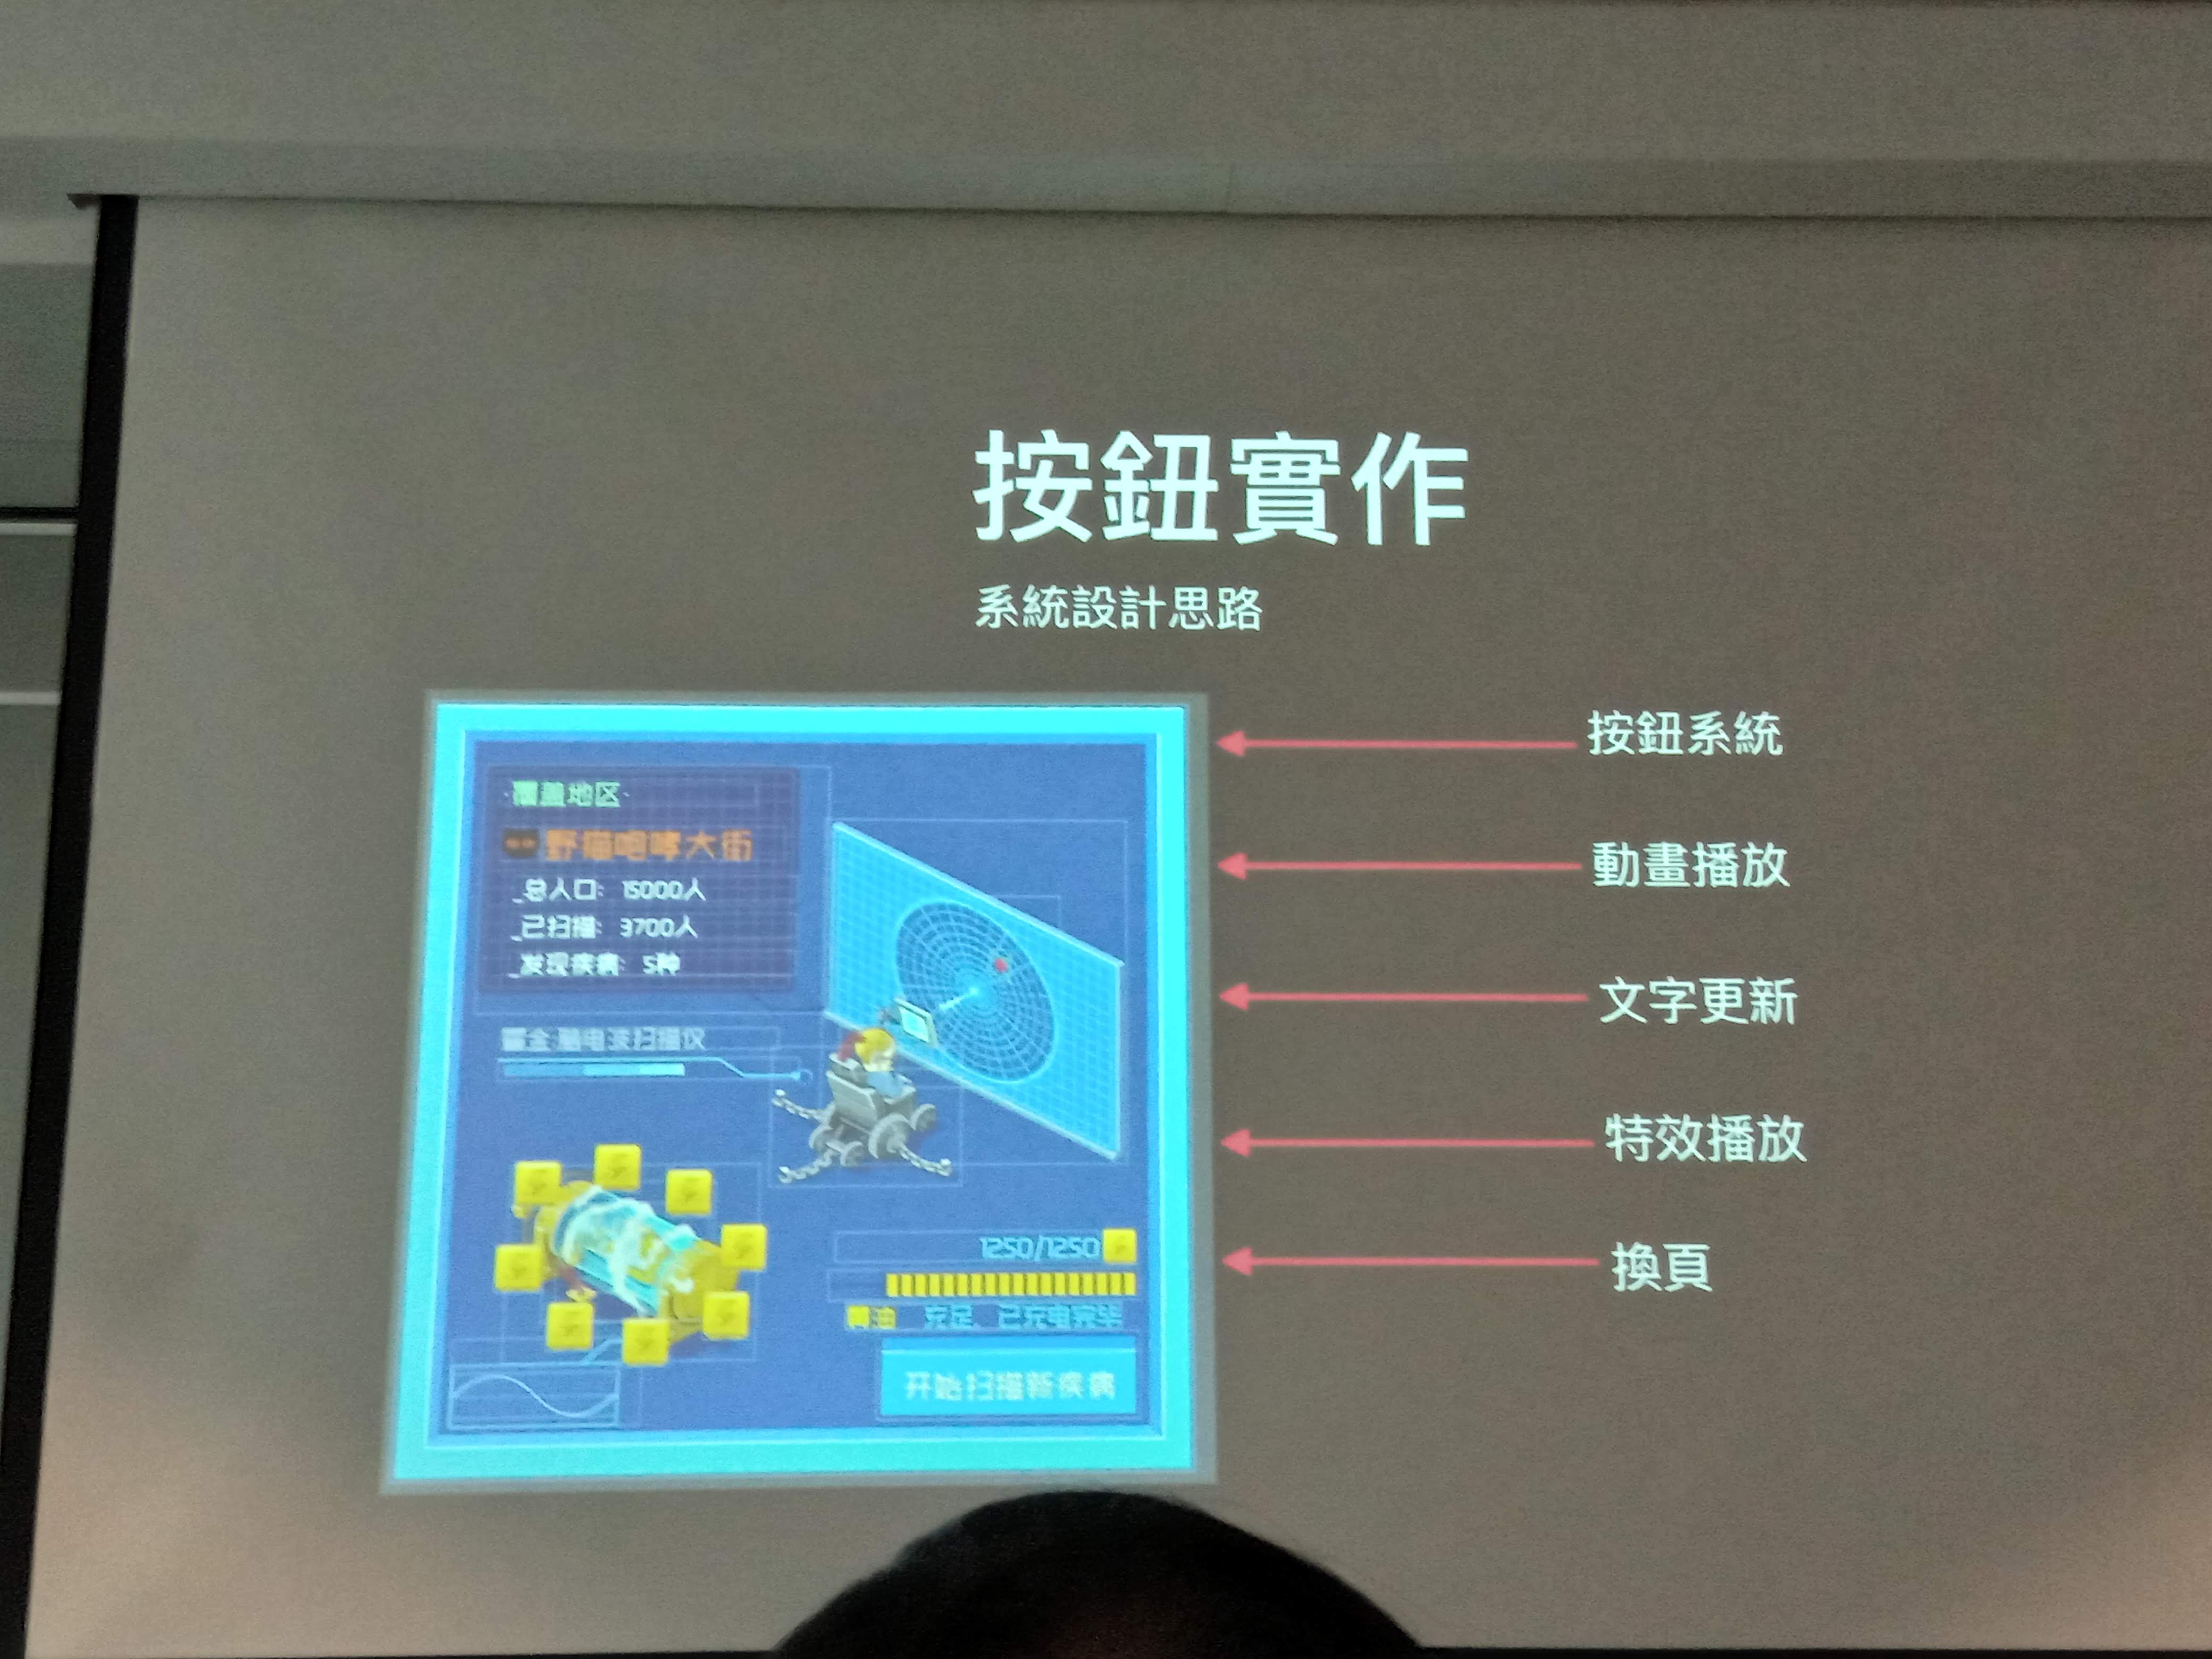 按鈕實作
系統設計思路
按鈕系統
動畫播放
文字更新
特效播放
換頁
·覆盖地区·
野猫咆哮大街
_总人口: 15000人
_已扫描: 3700人
_发现疾病: 5种
脑电波扫描仪
1250/1250
充足，已充电完毕
开始扫描新疾病